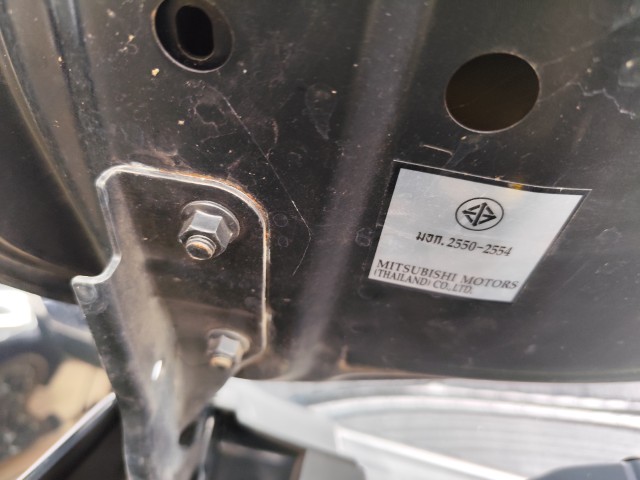 มอก. 2550-2554
MITSUBISHI MOTORS
(THAILAND) CO.,LTD.